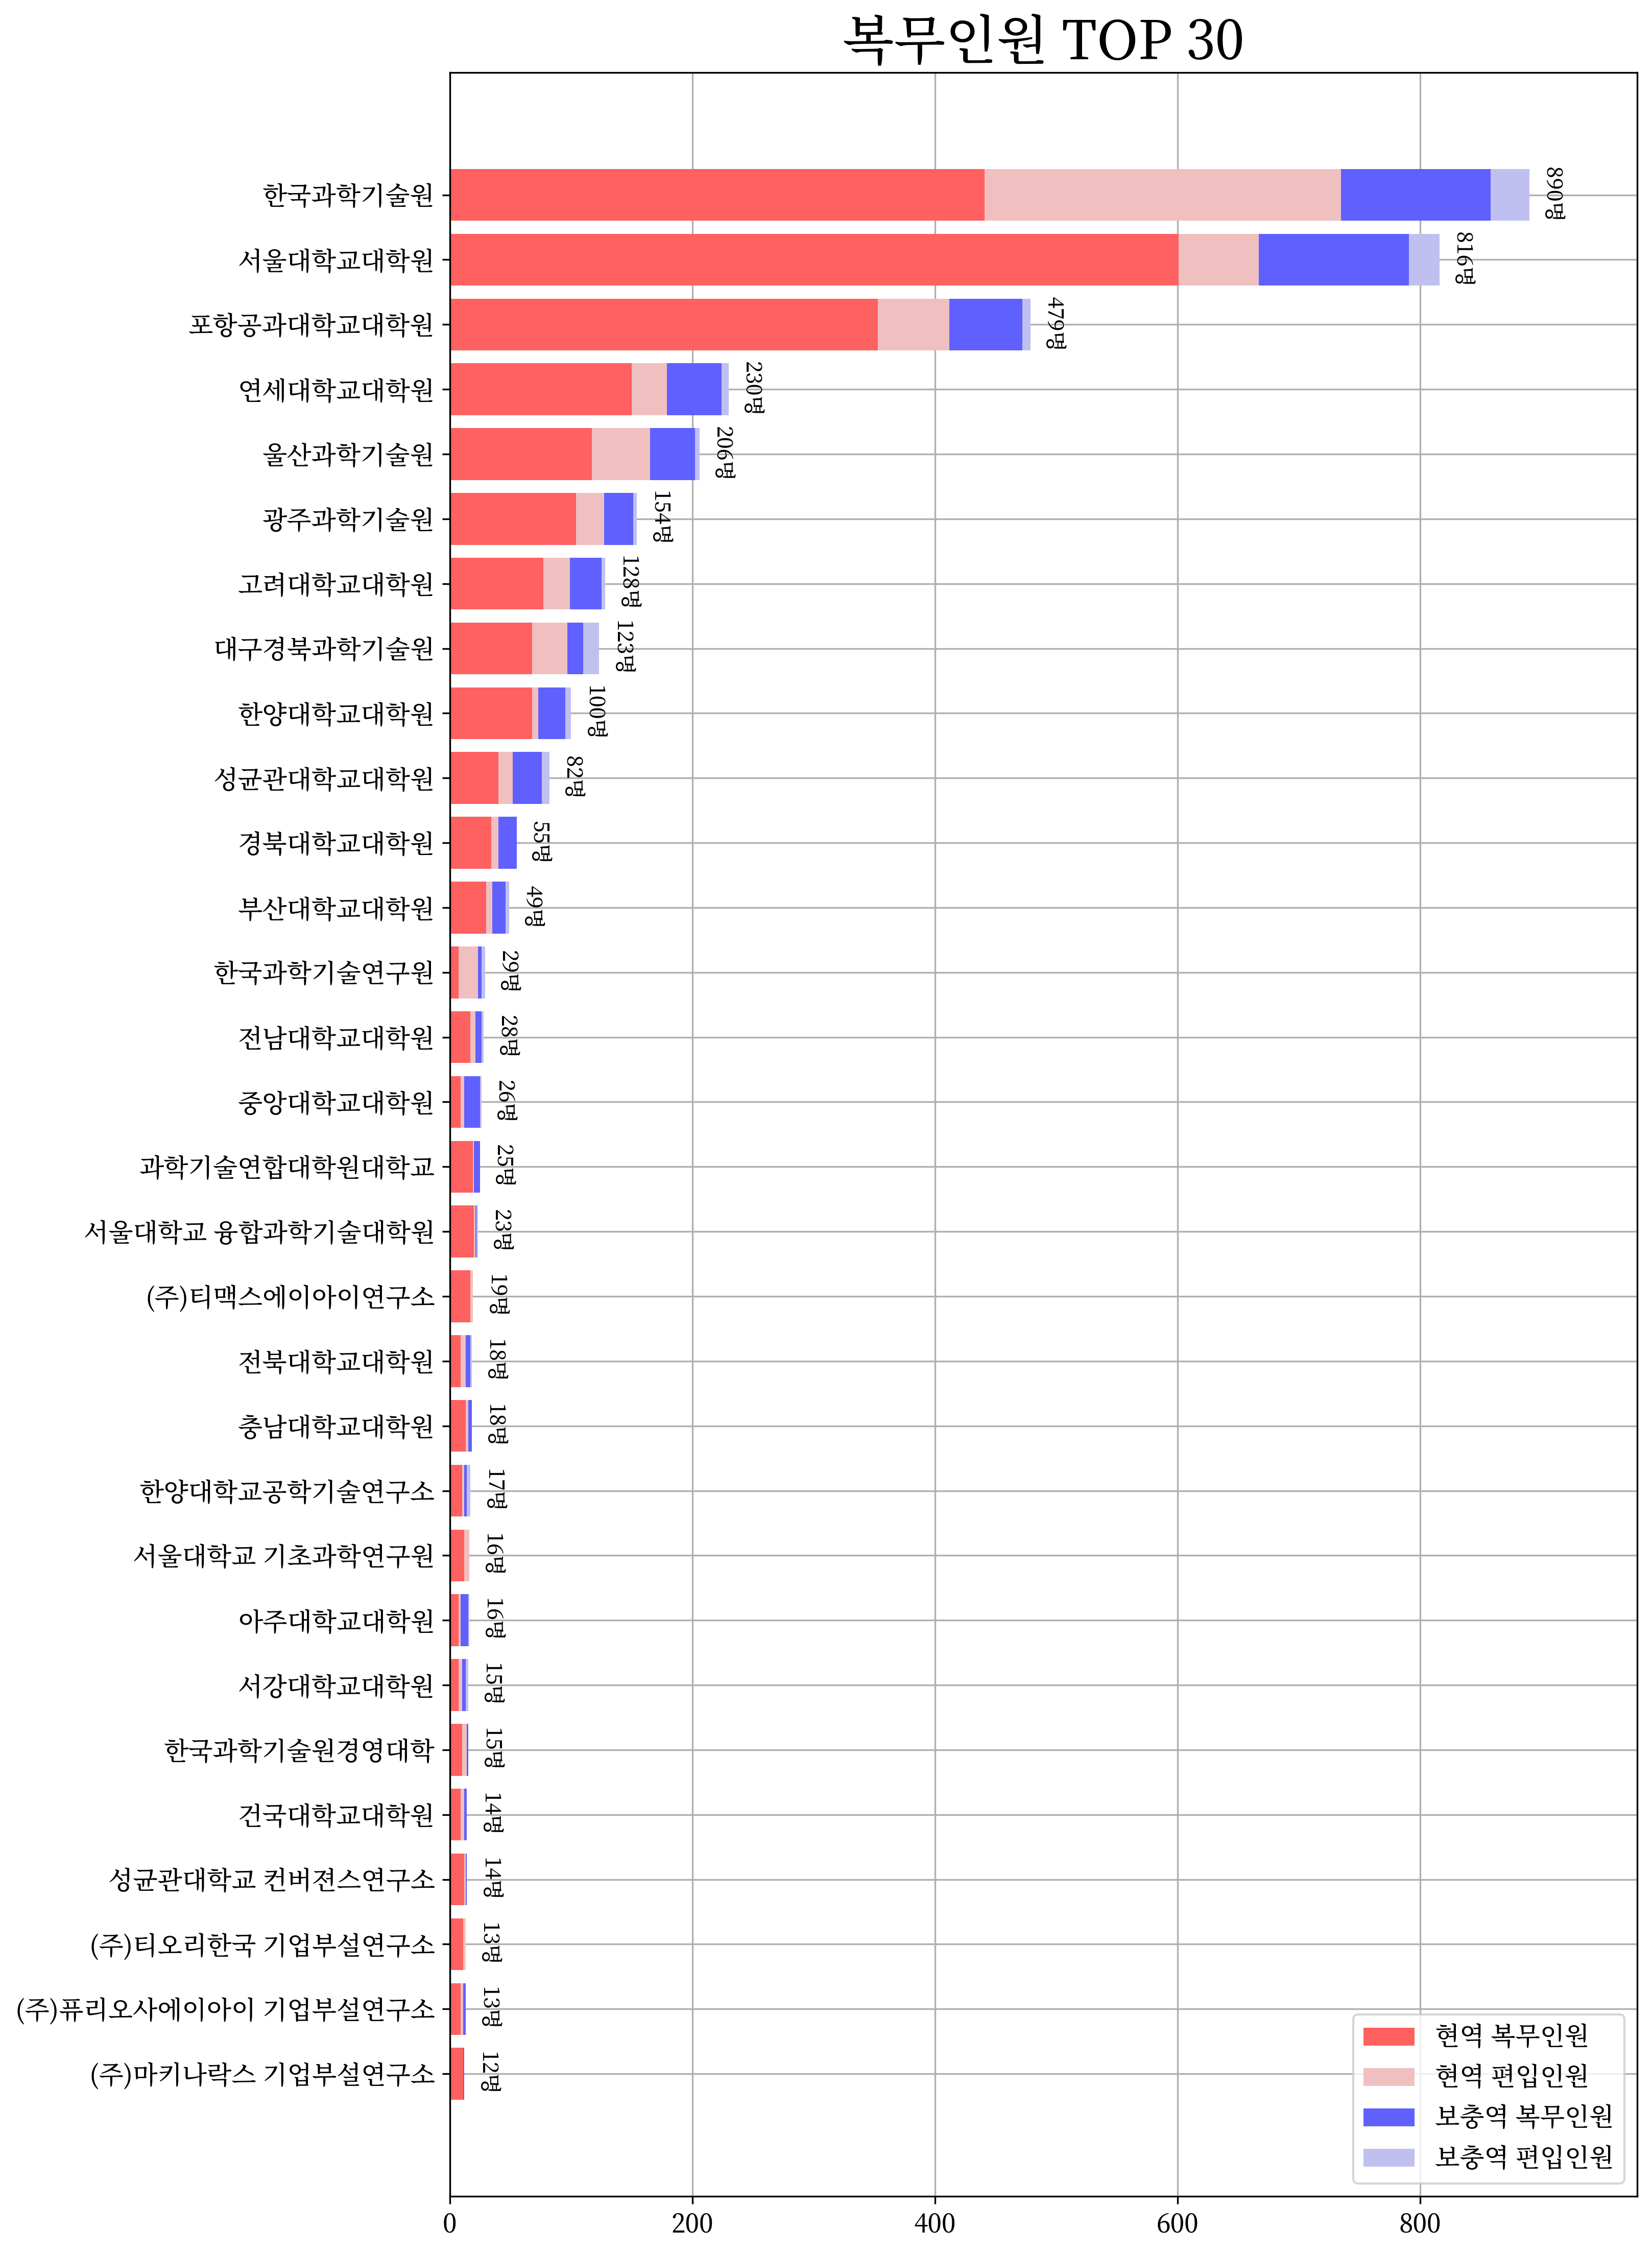 복무인원 TOP 30
한국과학기술원 890명
서울대학교대학원 816명
포항공과대학교대학원 479명
연세대학교대학원 230명
울산과학기술원 206명
광주과학기술원 154명
고려대학교대학원 128명
대구경북과학기술원 123명
한양대학교대학원 100명
성균관대학교대학원 82명
경북대학교대학원 55명
부산대학교대학원 49명
한국과학기술연구원 29명
전남대학교대학원 28명
중앙대학교대학원 26명
과학기술연합대학원대학교 25명
서울대학교 융합과학기술대학원 23명
(주)티맥스에이아이연구소 19명
전북대학교대학원 18명
충남대학교대학원 18명
한양대학교공학기술연구소 17명
서울대학교 기초과학연구원 16명
아주대학교대학원 16명
서강대학교대학원 15명
한국과학기술원경영대학 15명
건국대학교대학원 14명
성균관대학교 컨버젼스연구소 14명
(주)티오리한국 기업부설연구소 13명
(주)퓨리오사에이아이 기업부설연구소 13명
(주)마키나락스 기업부설연구소 12명
현역 복무인원
현역 편입인원
보충역 복무인원
보충역 편입인원
0 200 400 600 800